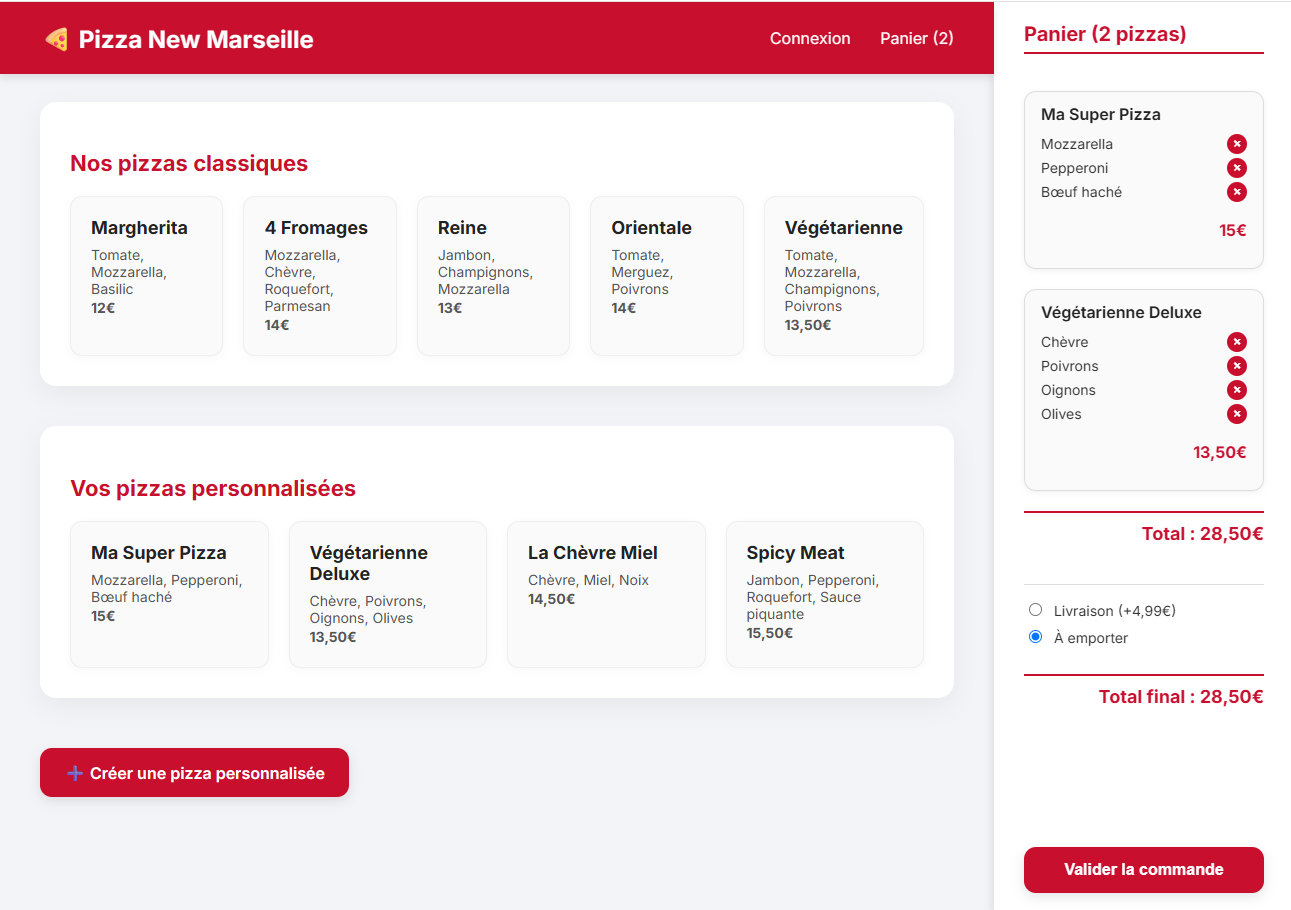 Pizza New Marseille
Connexion
Panier (2)
Nos pizzas classiques
Margherita
Tomate,
Mozzarella,
Basilic
12€
4 Fromages
Mozzarella,
Chèvre,
Roquefort,
Parmesan
14€
Reine
Jambon,
Champignons,
Mozzarella
13€
Orientale
Tomate,
Merguez,
Poivrons
14€
Végétarienne
Tomate,
Mozzarella,
Champignons,
Poivrons
13,50€
Vos pizzas personnalisées
Ma Super Pizza
Mozzarella, Pepperoni,
Bœuf haché
15€
Végétarienne
Deluxe
Chèvre, Poivrons,
Oignons, Olives
13,50€
La Chèvre Miel
Chèvre, Miel, Noix
14,50€
Spicy Meat
Jambon, Pepperoni,
Roquefort, Sauce
piquante
15,50€
Créer une pizza personnalisée
Panier (2 pizzas)
Ma Super Pizza
Mozzarella
Pepperoni
Bœuf haché
15€
Végétarienne Deluxe
Chèvre
Poivrons
Oignons
Olives
13,50€
Total : 28,50€
Livraison (+4,99€)
À emporter
Total final : 28,50€
Valider la commande